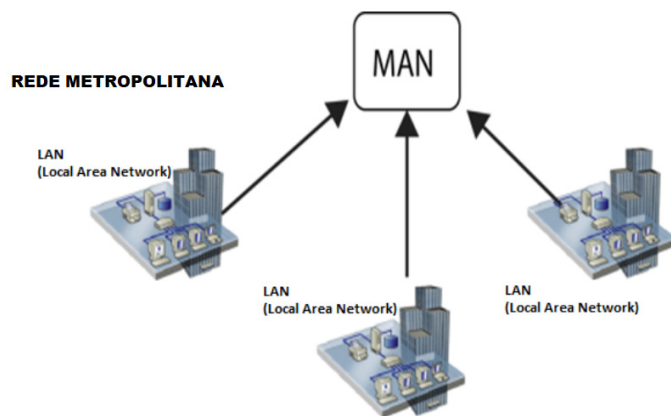 MAN
REDE METROPOLITANA
LAN
(Local Area Network)
LAN
(Local Area Network)
LAN
(Local Area Network)